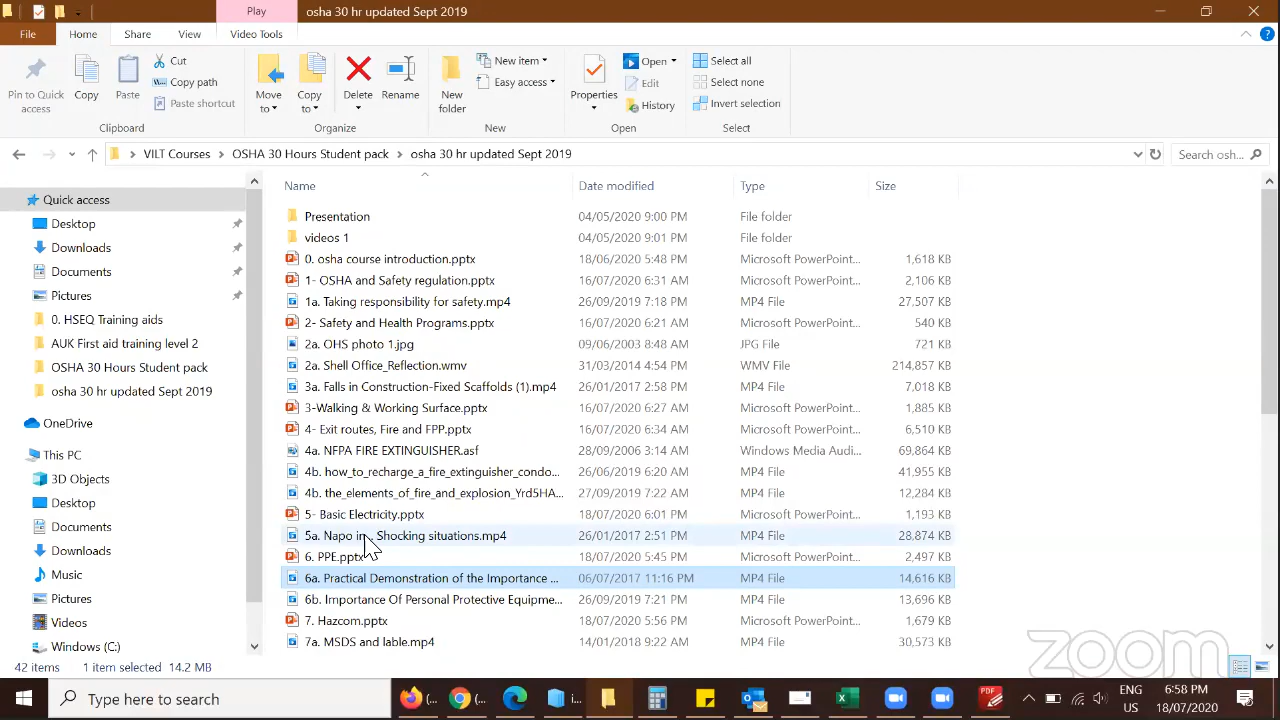 Play
osha 30 hr updated Sept 2019
File
Home
Share
View
Video Tools
Pin to Quick access
Copy
Paste
Cut
Copy path
Paste shortcut
Clipboard
Move to
Copy to
Delete
Rename
Organize
New folder
New item
Easy access
New
Properties
Open
Edit
History
Open
Select all
Select none
Invert selection
Select
VILT Courses
OSHA 30 Hours Student pack
osha 30 hr updated Sept 2019
Search osh...
Quick access
Desktop
Downloads
Documents
Pictures
0. HSEQ Training aids
AUK First aid training level 2
OSHA 30 Hours Student pack
osha 30 hr updated Sept 2019
OneDrive
This PC
3D Objects
Desktop
Documents
Downloads
Music
Pictures
Videos
Windows (C:)
Name Date modified Type Size
Presentation 04/05/2020 9:00 PM File folder
videos 1 04/05/2020 9:01 PM File folder
0. osha course introduction.pptx 18/06/2020 5:48 PM Microsoft PowerPoint... 1,618 KB
1- OSHA and Safety regulation.pptx 16/07/2020 6:31 AM Microsoft PowerPoint... 2,106 KB
1a. Taking responsibility for safety.mp4 26/09/2019 7:18 PM MP4 File 27,507 KB
2- Safety and Health Programs.pptx 16/07/2020 6:21 AM Microsoft PowerPoint... 540 KB
2a. OHS photo 1.jpg 09/06/2003 8:48 AM JPG File 721 KB
2a. Shell Office_Reflection.wmv 31/03/2014 4:54 PM WMV File 214,857 KB
3a. Falls in Construction-Fixed Scaffolds (1).mp4 26/01/2017 2:58 PM MP4 File 7,018 KB
3-Walking & Working Surface.pptx 16/07/2020 6:27 AM Microsoft PowerPoint... 1,885 KB
4- Exit routes, Fire and FPP.pptx 16/07/2020 6:34 AM Microsoft PowerPoint... 6,510 KB
4a. NFPA FIRE EXTINGUISHER.asf 28/09/2006 3:14 AM Windows Media Audi... 69,864 KB
4b. how_to_recharge_a_fire_extinguisher_condo... 26/06/2019 6:20 AM MP4 File 41,955 KB
4b. the_elements_of_fire_and_explosion_Yrd5HA... 27/09/2019 7:22 AM MP4 File 12,284 KB
5- Basic Electricity.pptx 18/07/2020 6:01 PM Microsoft PowerPoint... 1,193 KB
5a. Napo in.. Shocking situations.mp4 26/01/2017 2:51 PM MP4 File 28,874 KB
6. PPE.pptx 18/07/2020 5:45 PM Microsoft PowerPoint... 2,497 KB
6a. Practical Demonstration of the Importance ... 06/07/2017 11:16 PM MP4 File 14,616 KB
6b. Importance Of Personal Protective Equipme... 26/09/2019 7:21 PM MP4 File 13,696 KB
7. Hazcom.pptx 18/07/2020 5:56 PM Microsoft PowerPoint... 1,679 KB
7a. MSDS and lable.mp4 14/01/2018 9:22 AM MP4 File 30,573 KB
zoom
42 items 1 item selected 14.2 MB
Type here to search
(...
(...
i...
PDF
ENG
US
6:58 PM
18/07/2020